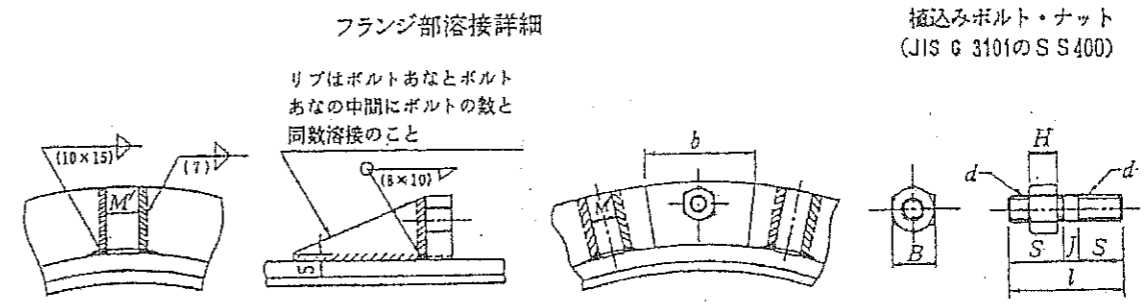 フランジ部溶接詳細
植込みボルト・ナット
(JIS G 3101のSS400)
リブはボルトあなとボルト
あなの中間にボルトの数と
同数溶接のこと
(10×15)
(7)
(8×10)
M'
5
b
M'
B
H
d
d
S
J
S
l